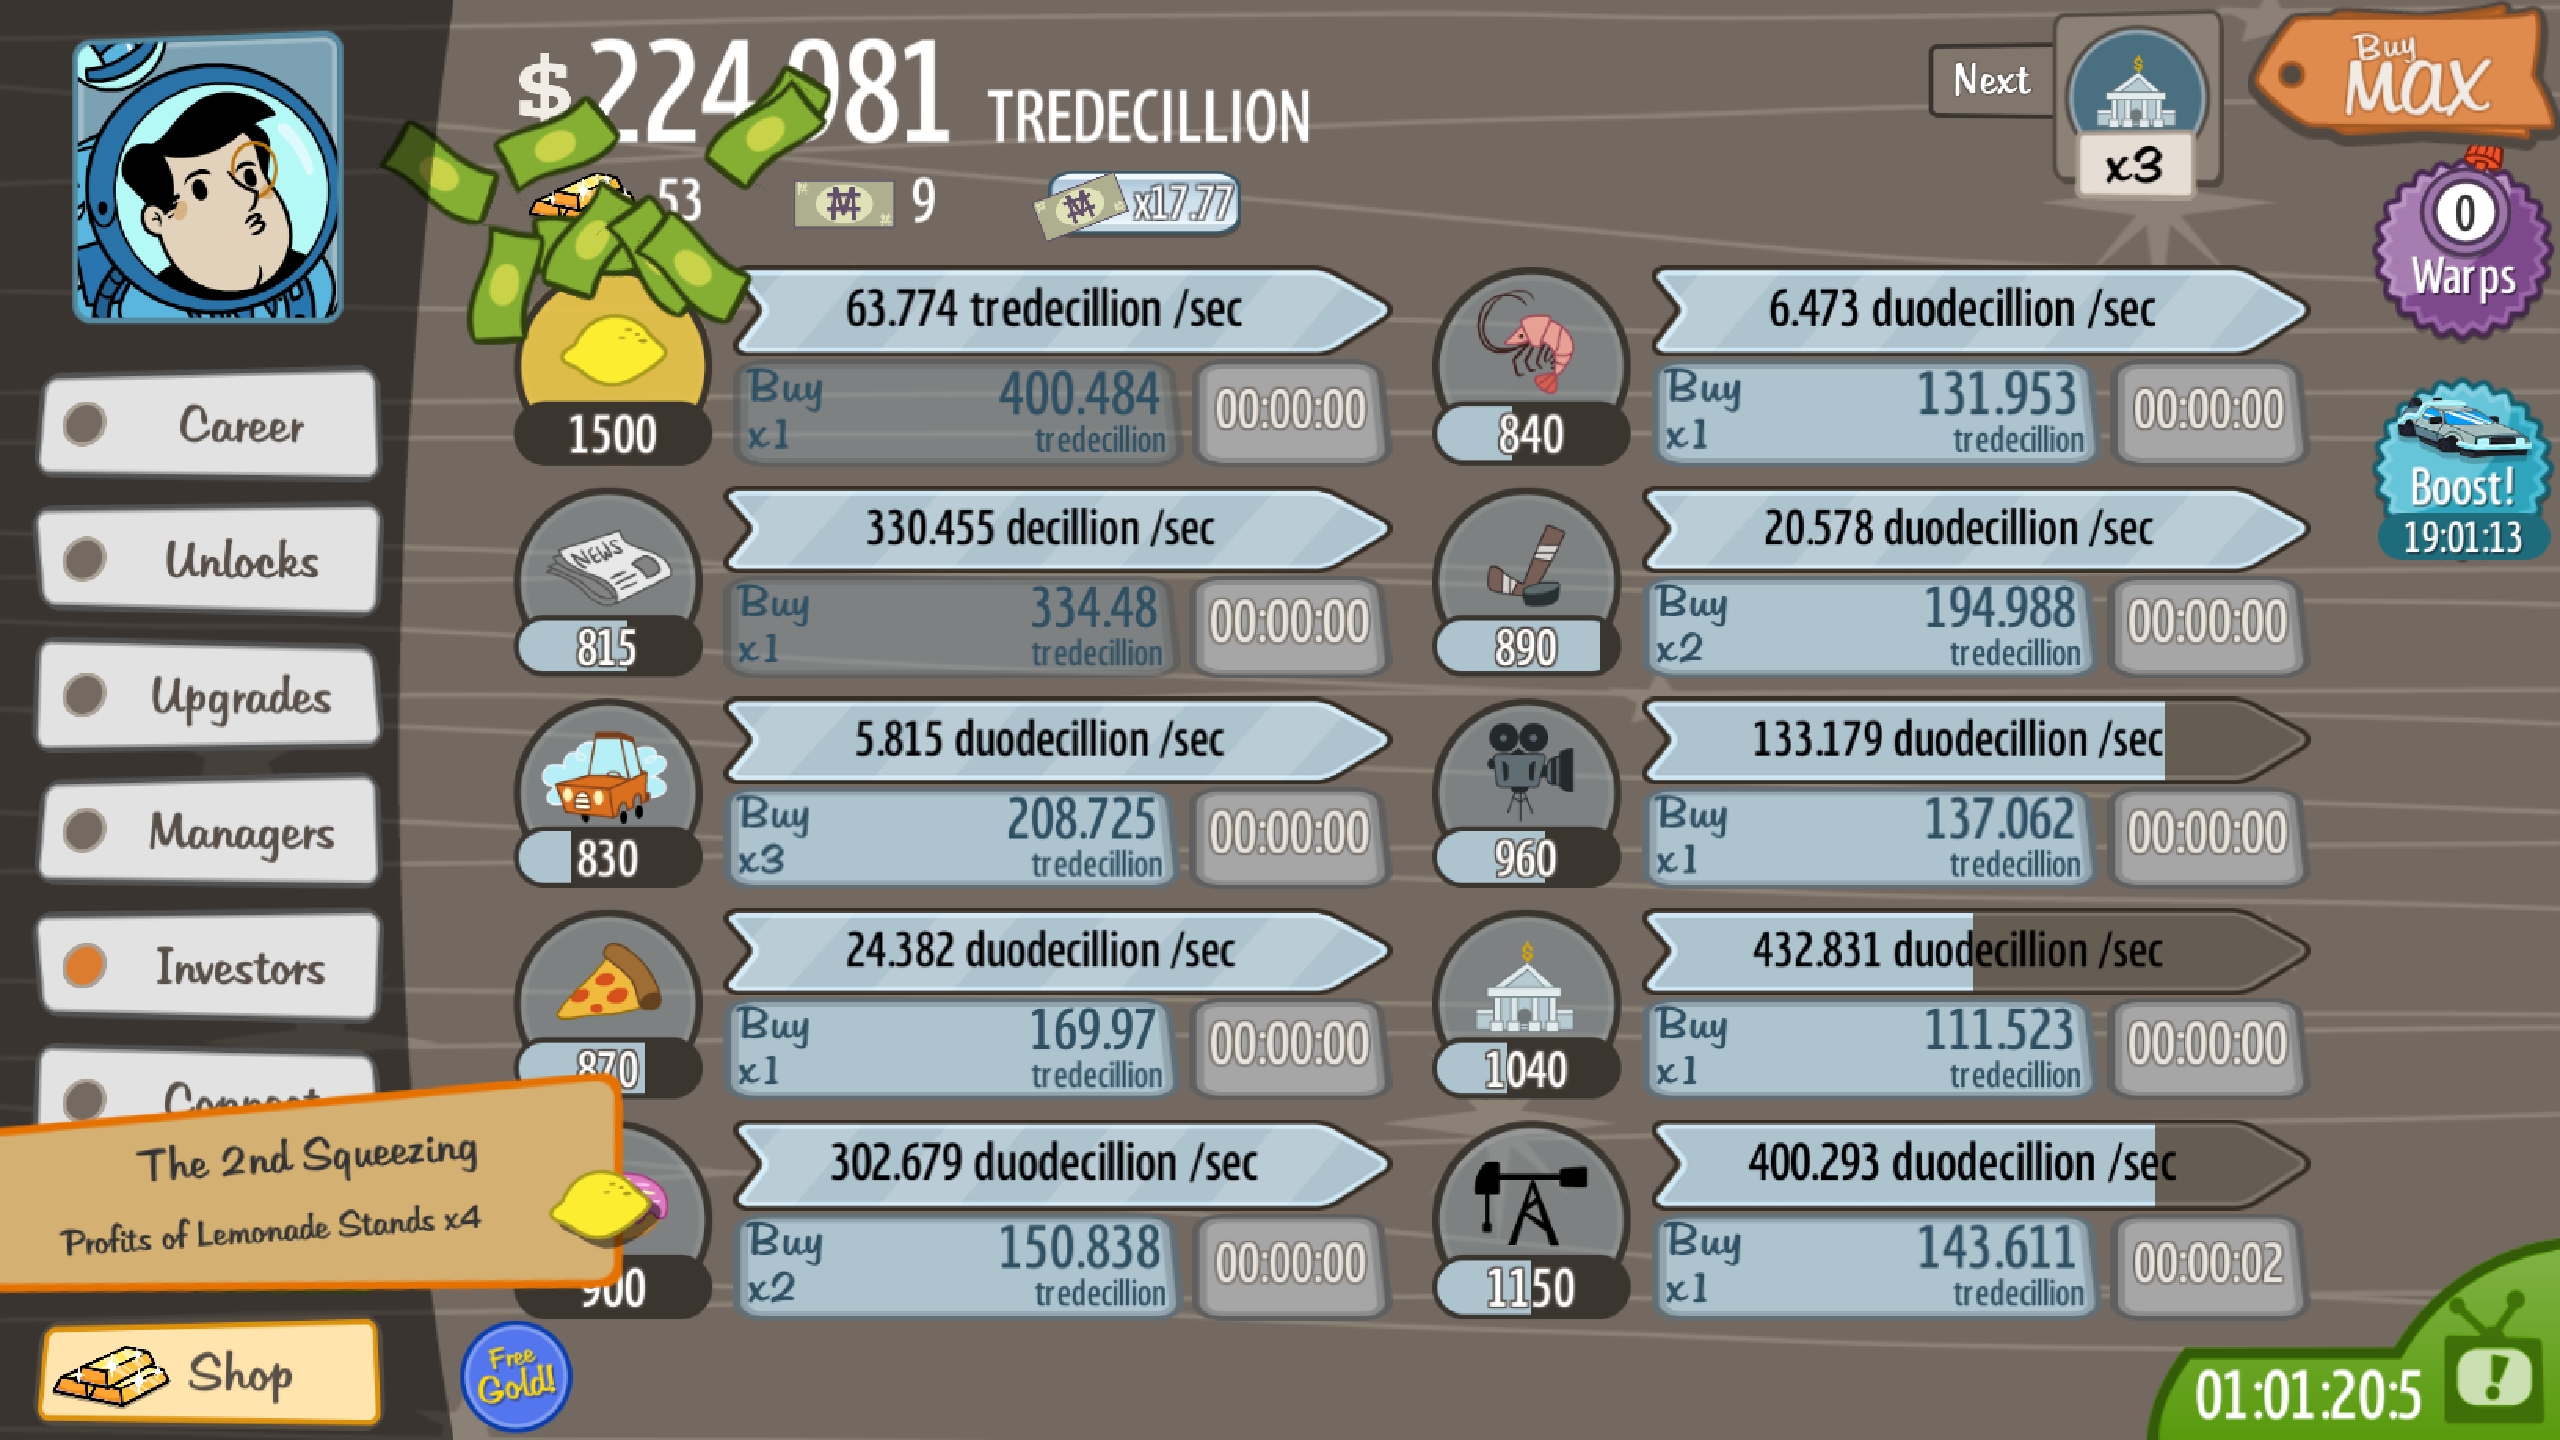 $224.981 TREDECILLION
53
9
x17.77
Next
x3
Buy
MAX
0
Warps
Boost!
19:01:13
Career
Unlocks
Upgrades
Managers
Investors
Connect
The 2nd Squeezing
Profits of Lemonade Stands x4
Shop
Free
Gold!
63.774 tredecillion /sec
Buy 400.484
x1 tredecillion
00:00:00
1500
NEWS
330.455 decillion /sec
Buy 334.48
x1 tredecillion
00:00:00
815
5.815 duodecillion /sec
Buy 208.725
x3 tredecillion
00:00:00
830
24.382 duodecillion /sec
Buy 169.97
x1 tredecillion
00:00:00
870
302.679 duodecillion /sec
Buy 150.838
x2 tredecillion
00:00:00
900
6.473 duodecillion /sec
Buy 131.953
x1 tredecillion
00:00:00
840
20.578 duodecillion /sec
Buy 194.988
x2 tredecillion
00:00:00
890
133.179 duodecillion /sec
Buy 137.062
x1 tredecillion
00:00:00
960
$
432.831 duodecillion /sec
Buy 111.523
x1 tredecillion
00:00:00
1040
400.293 duodecillion /sec
Buy 143.611
x1 tredecillion
00:00:02
1150
01:01:20:5
!